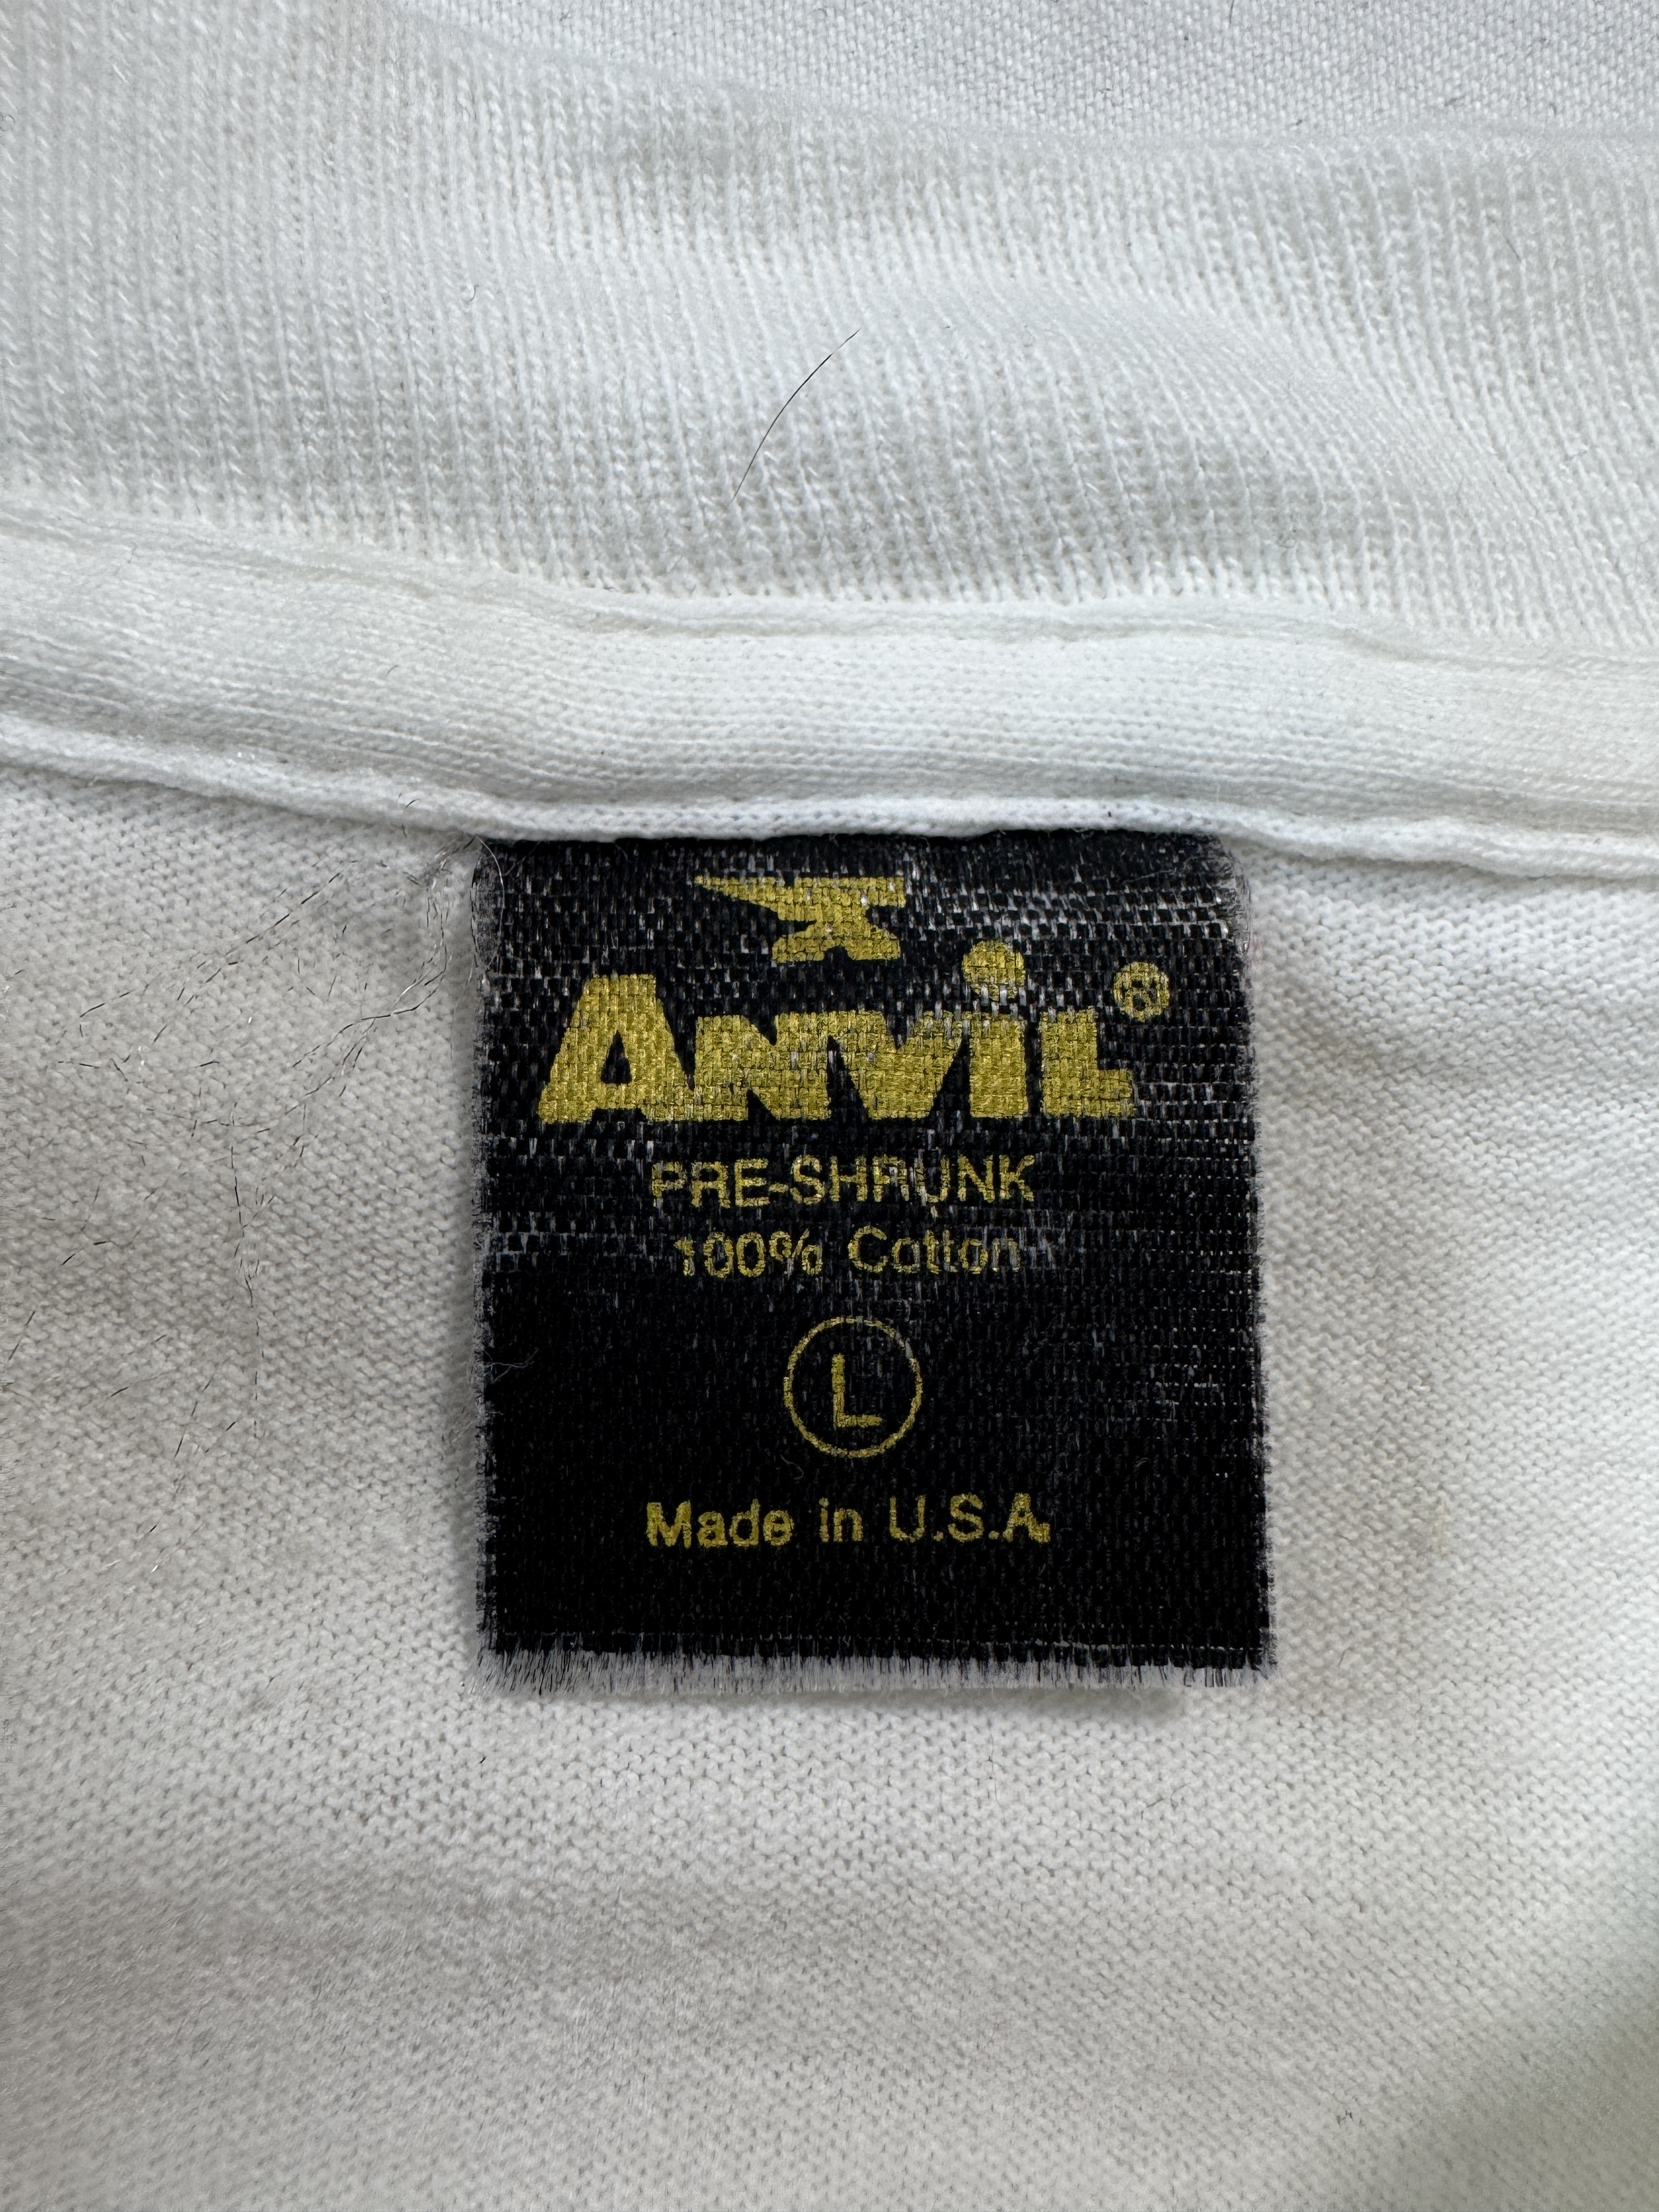 ANViL®
PRE-SHRUNK
100% Cotton
L
Made in U.S.A.